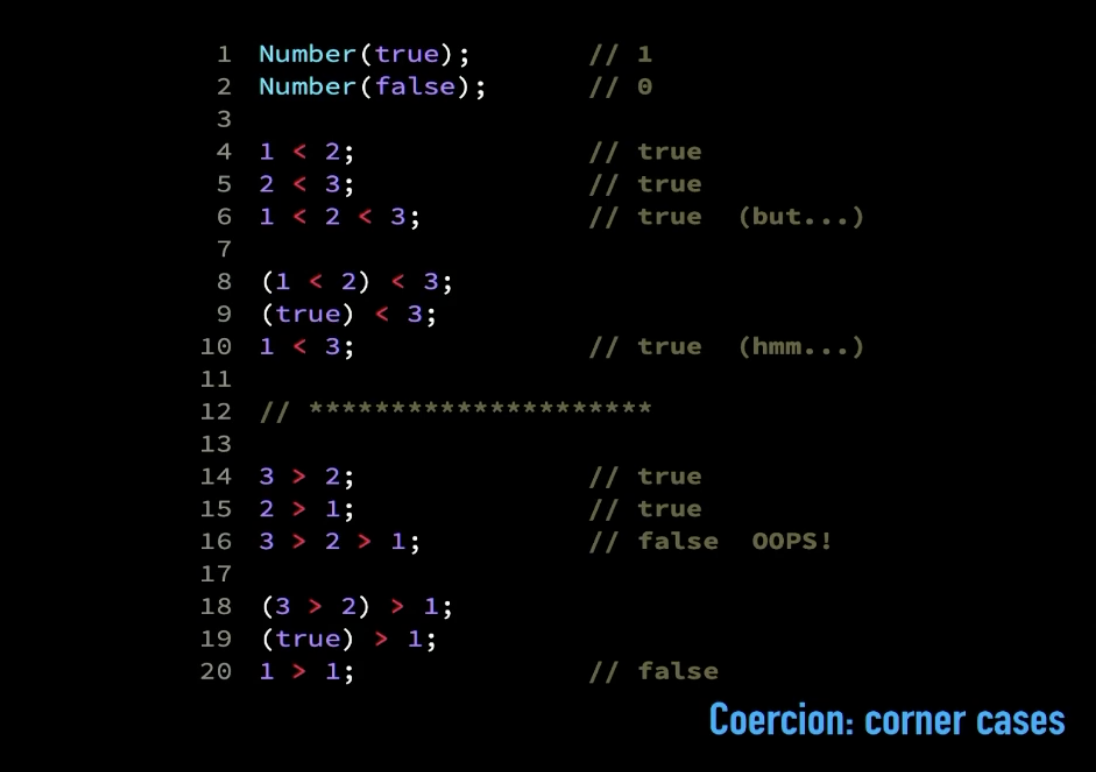 1 Number(true); // 1
2 Number(false); // 0
3
4 1 < 2; // true
5 2 < 3; // true
6 1 < 2 < 3; // true (but...)
7
8 (1 < 2) < 3;
9 (true) < 3;
10 1 < 3; // true (hmm...)
11
12 // *********************
13
14 3 > 2; // true
15 2 > 1; // true
16 3 > 2 > 1; // false OOPS!
17
18 (3 > 2) > 1;
19 (true) > 1;
20 1 > 1; // false
Coercion: corner cases